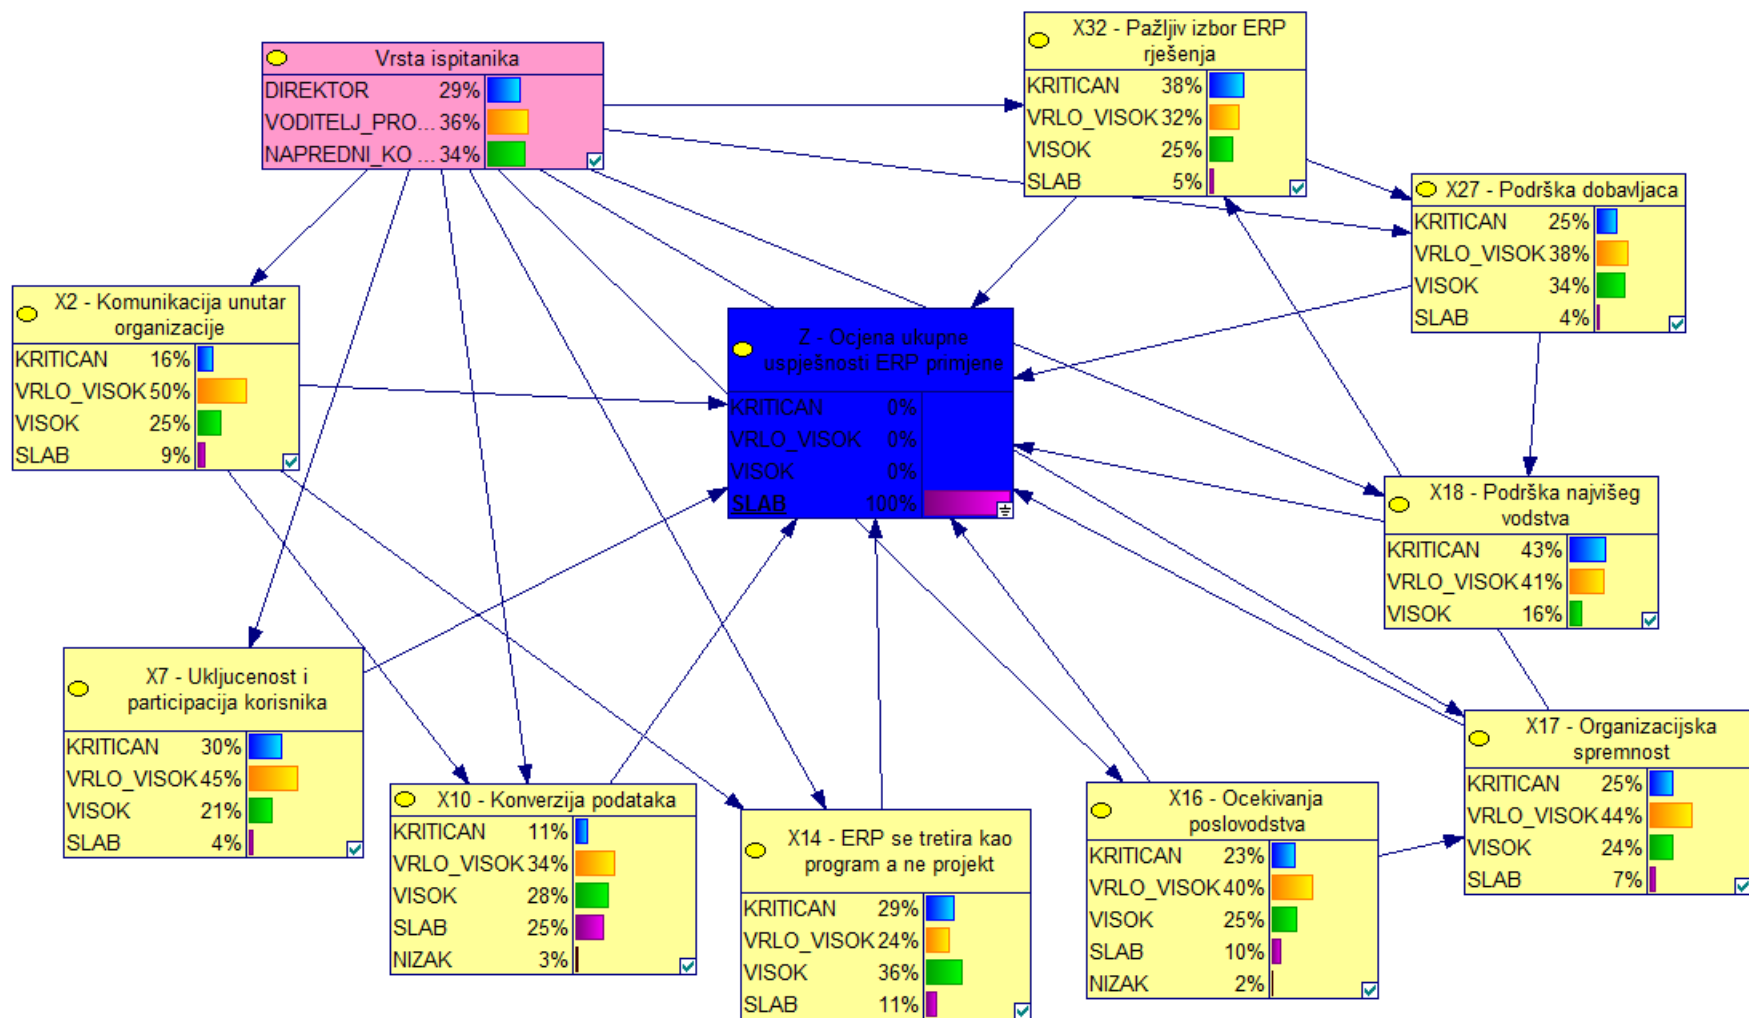 Vrsta ispitanika
DIREKTOR 29%
VODITELJ_PRO... 36%
NAPREDNI_KO ... 34%
X32 - Pažljiv izbor ERP
rješenja
KRITICAN 38%
VRLO_VISOK 32%
VISOK 25%
SLAB 5%
X27 - Podrška dobavljaca
KRITICAN 25%
VRLO_VISOK 38%
VISOK 34%
SLAB 4%
X2 - Komunikacija unutar
organizacije
KRITICAN 16%
VRLO_VISOK 50%
VISOK 25%
SLAB 9%
Z - Ocjena ukupne
uspješnosti ERP primjene
KRITICAN 0%
VRLO_VISOK 0%
VISOK 0%
SLAB 100%
X18 - Podrška najvišeg
vodstva
KRITICAN 43%
VRLO_VISOK 41%
VISOK 16%
X7 - Ukljucenost i
participacija korisnika
KRITICAN 30%
VRLO_VISOK 45%
VISOK 21%
SLAB 4%
X10 - Konverzija podataka
KRITICAN 11%
VRLO_VISOK 34%
VISOK 28%
SLAB 25%
NIZAK 3%
X14 - ERP se tretira kao
program a ne projekt
KRITICAN 29%
VRLO_VISOK 24%
VISOK 36%
SLAB 11%
X16 - Ocekivanja
poslovodstva
KRITICAN 23%
VRLO_VISOK 40%
VISOK 25%
SLAB 10%
NIZAK 2%
X17 - Organizacijska
spremnost
KRITICAN 25%
VRLO_VISOK 44%
VISOK 24%
SLAB 7%